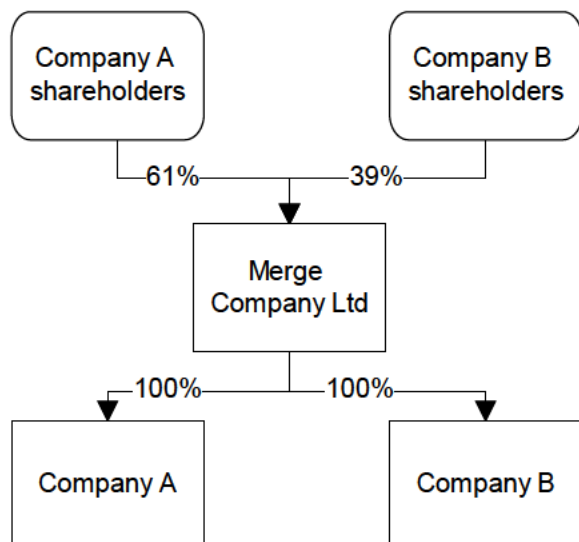 Company A
shareholders
Company B
shareholders
61%
39%
Merge
Company Ltd
100%
100%
Company A
Company B